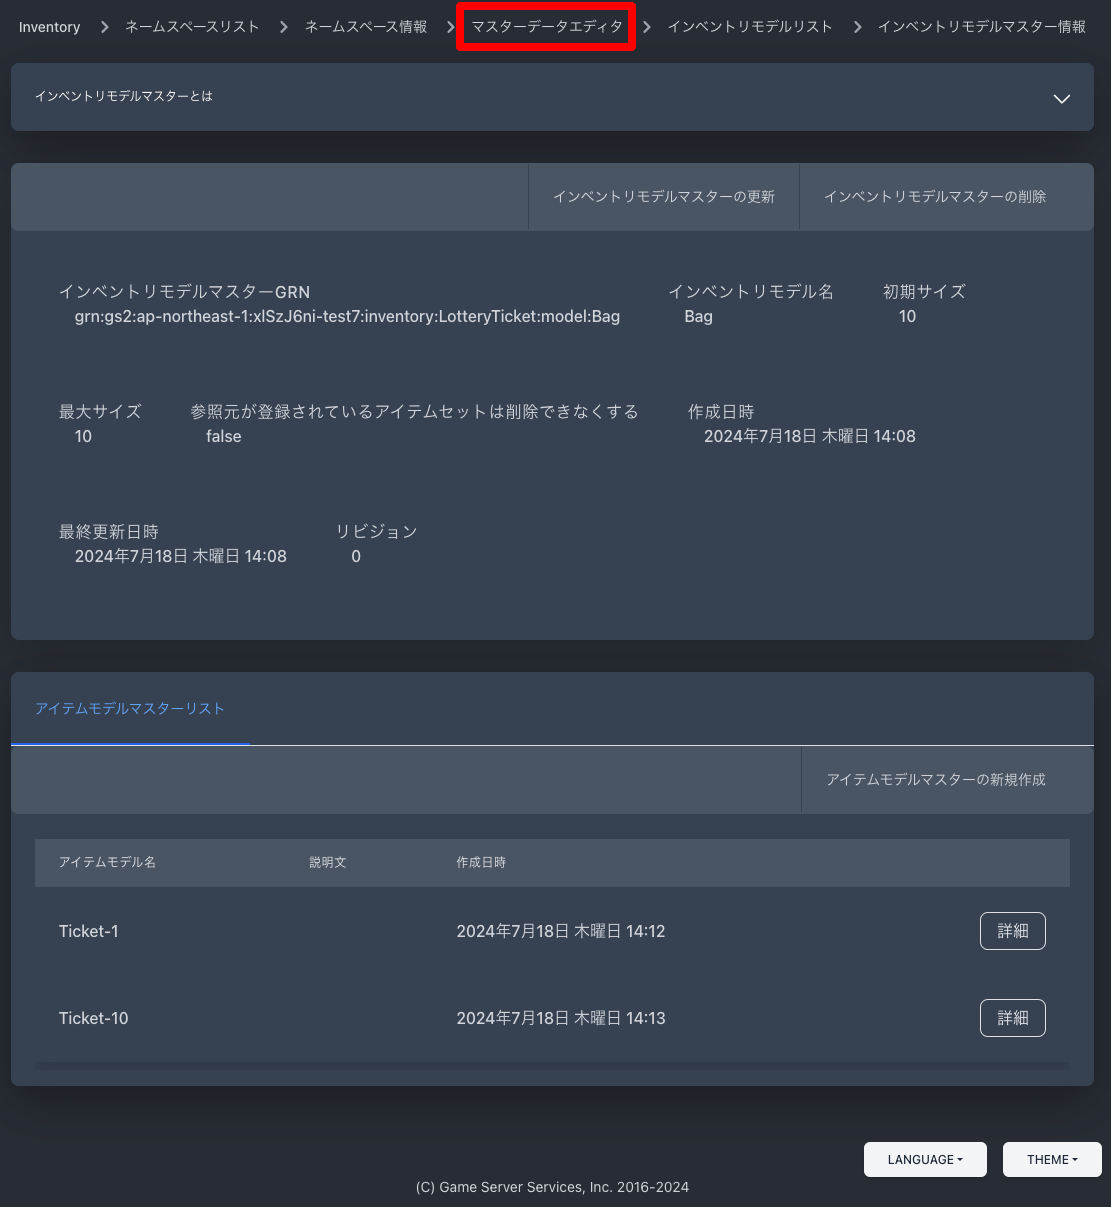 Inventory > ネームスペースリスト > ネームスペース情報 > マスターデータエディタ > インベントリモデルリスト > インベントリモデルマスター情報
インベントリモデルマスターとは
インベントリモデルマスターの更新 インベントリモデルマスターの削除
インベントリモデルマスターGRN インベントリモデル名 初期サイズ
grn:gs2:ap-northeast-1:xlSzJ6ni-test7:inventory:LotteryTicket:model:Bag Bag 10
最大サイズ 参照元が登録されているアイテムセットは削除できなくする 作成日時
10 false 2024年7月18日 木曜日 14:08
最終更新日時 リビジョン
2024年7月18日 木曜日 14:08 0
アイテムモデルマスターリスト
アイテムモデルマスターの新規作成
アイテムモデル名 説明文 作成日時
Ticket-1 2024年7月18日 木曜日 14:12 詳細
Ticket-10 2024年7月18日 木曜日 14:13 詳細
LANGUAGE THEME
(C) Game Server Services, Inc. 2016-2024